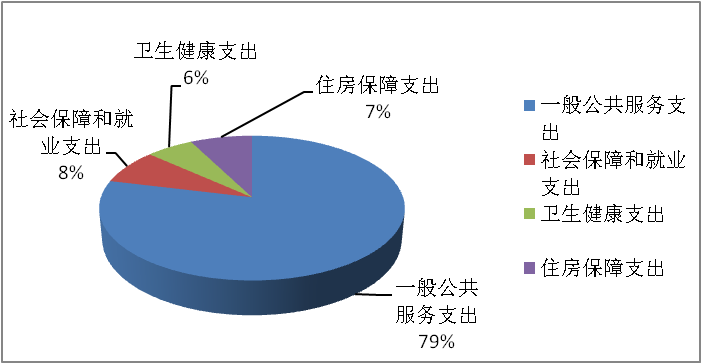 卫生健康支出
6%
住房保障支出
7%
社会保障和就
业支出
8%
一般公共
服务支出
79%
一般公共服务支
出
社会保障和就业
支出
卫生健康支出
住房保障支出